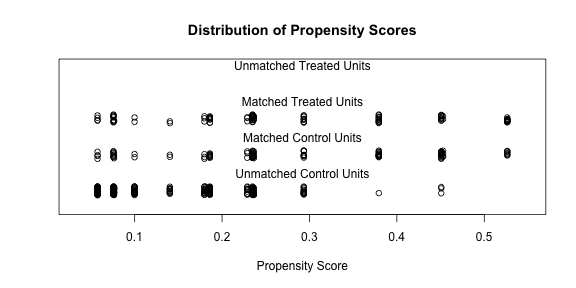 Distribution of Propensity Scores
Unmatched Treated Units
Matched Treated Units
Matched Control Units
Unmatched Control Units
0.1 0.2 0.3 0.4 0.5
Propensity Score